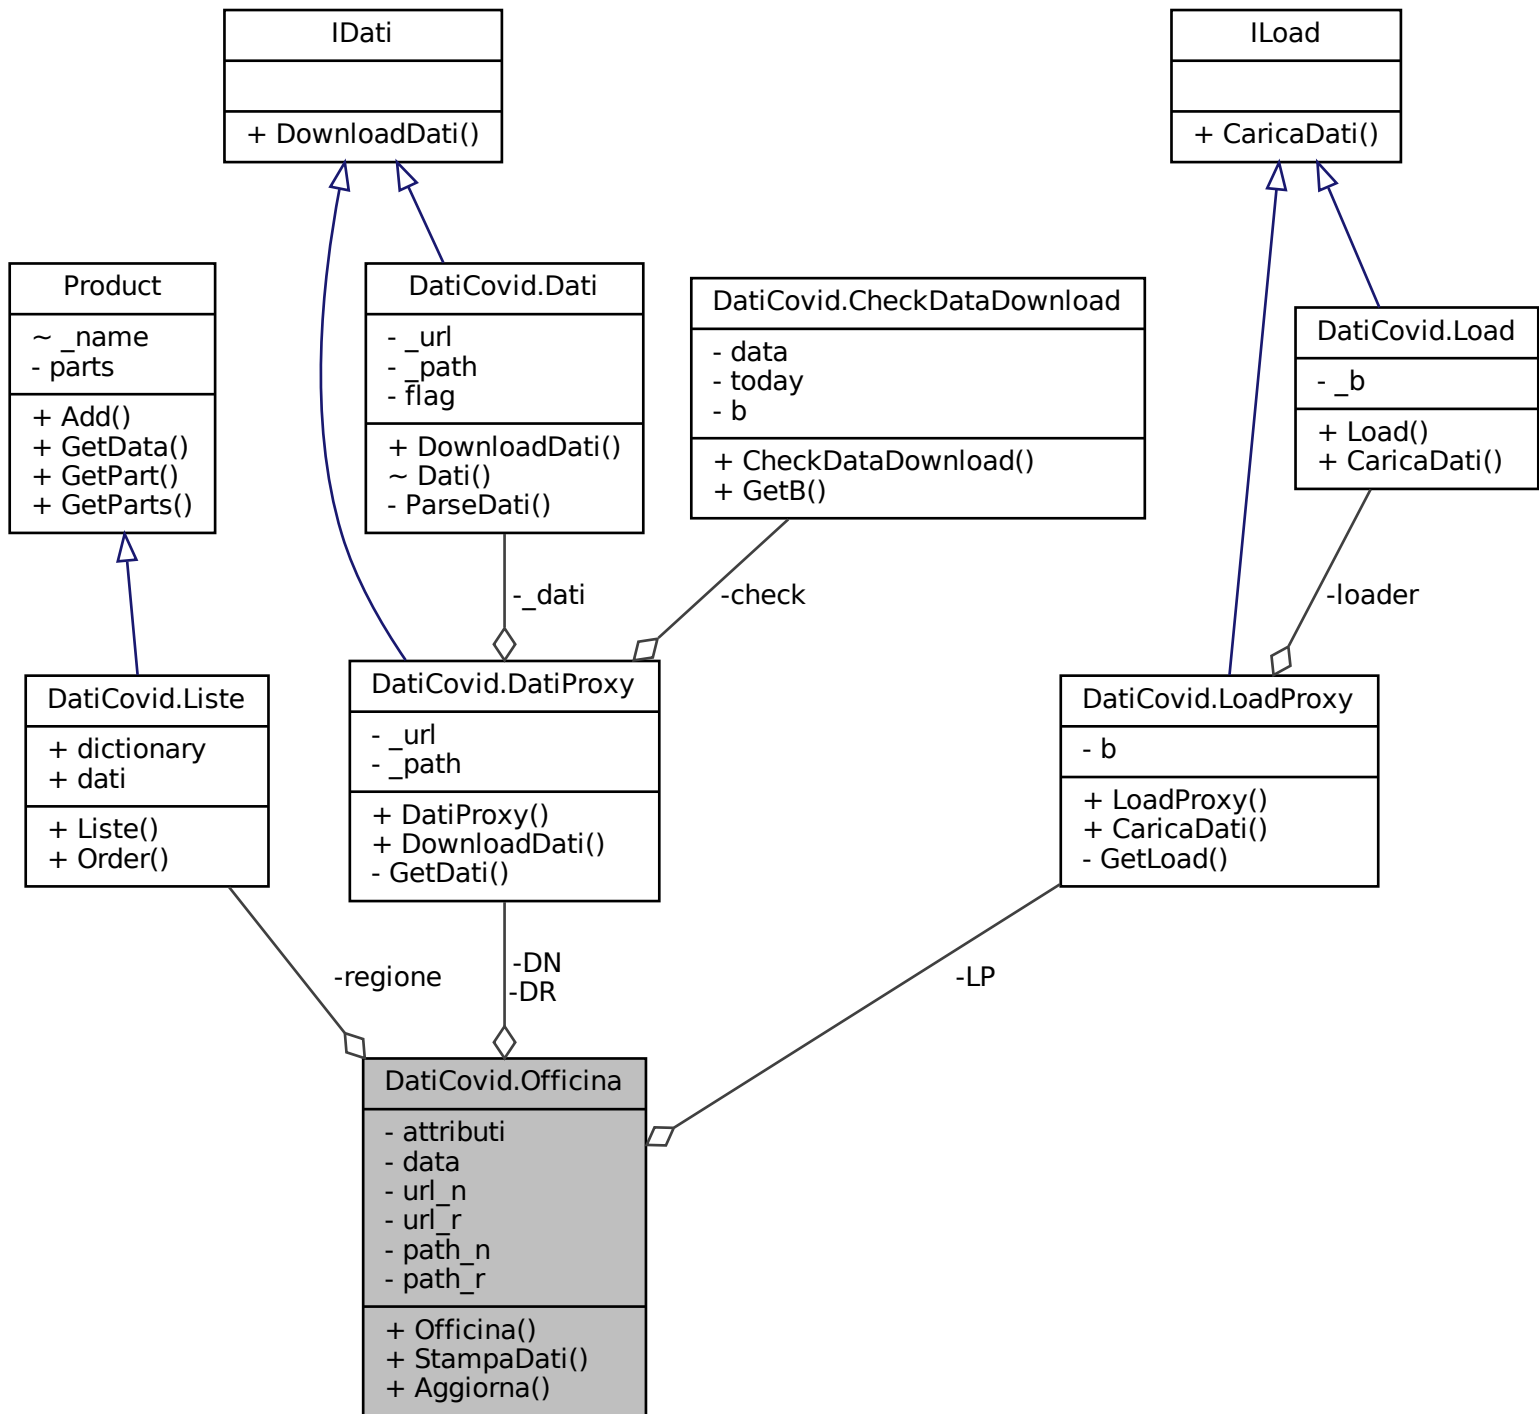 IDati
+ DownloadDati()
ILoad
+ CaricaDati()
Product
~ _name
- parts
+ Add()
+ GetData()
+ GetPart()
+ GetParts()
DatiCovid.Dati
- _url
- _path
- flag
+ DownloadDati()
~ Dati()
- ParseDati()
DatiCovid.CheckDataDownload
- data
- today
- b
+ CheckDataDownload()
+ GetB()
DatiCovid.Load
- _b
+ Load()
+ CaricaDati()
-_dati
-check
-loader
DatiCovid.Liste
+ dictionary
+ dati
+ Liste()
+ Order()
DatiCovid.DatiProxy
- _url
- _path
+ DatiProxy()
+ DownloadDati()
- GetDati()
DatiCovid.LoadProxy
- b
+ LoadProxy()
+ CaricaDati()
- GetLoad()
-regione
-DN
-DR
-LP
DatiCovid.Officina
- attributi
- data
- url_n
- url_r
- path_n
- path_r
+ Officina()
+ StampaDati()
+ Aggiorna()